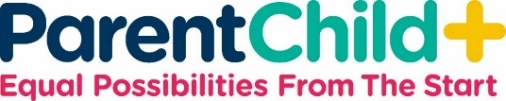 ParentChild+
Equal Possibilities From The Start